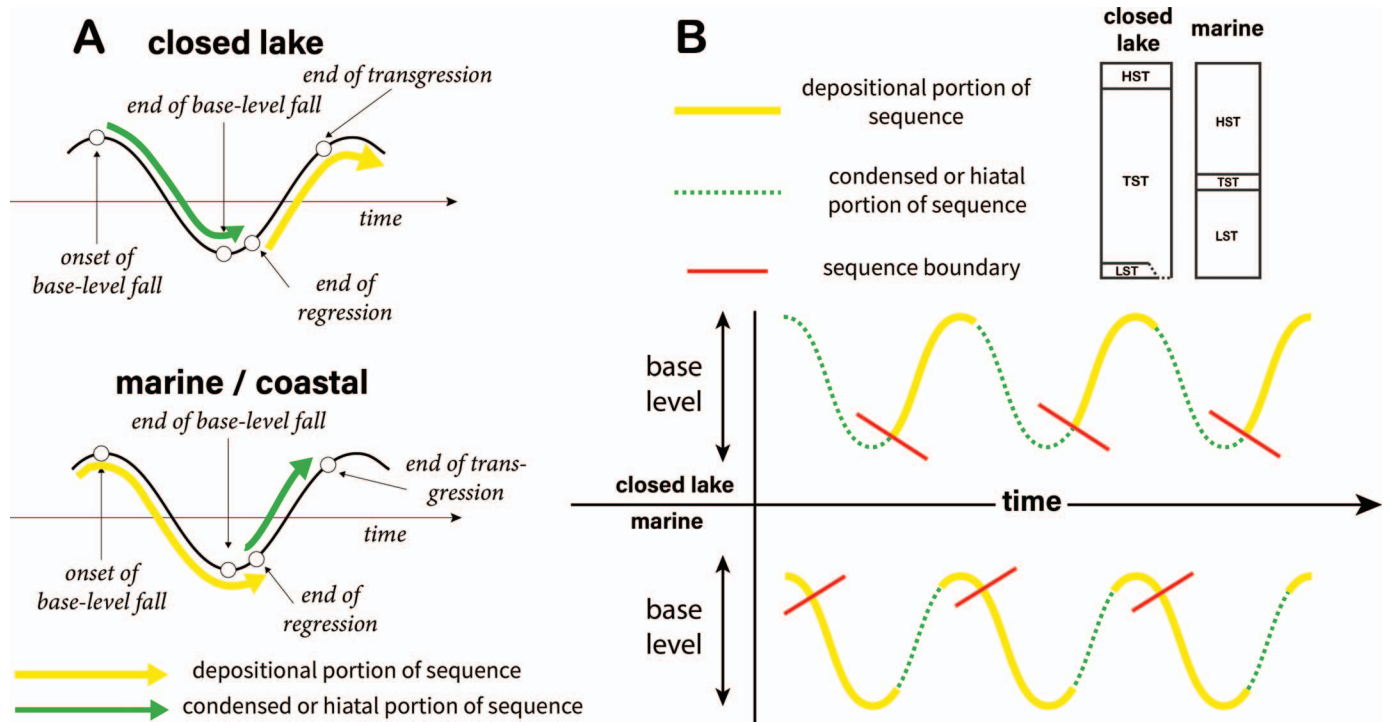 A
closed lake
end of transgression
end of base-level fall
time
onset of
base-level fall
end of
regression
marine / coastal
end of base-level fall
end of trans-
gression
time
onset of
base-level fall
end of
regression
depositional portion of sequence
condensed or hiatal portion of sequence
B
closed
lake
marine
depositional portion of
sequence
condensed or hiatal
portion of sequence
sequence boundary
HST
TST
LST
HST
TST
LST
base
level
closed lake
marine
time
base
level